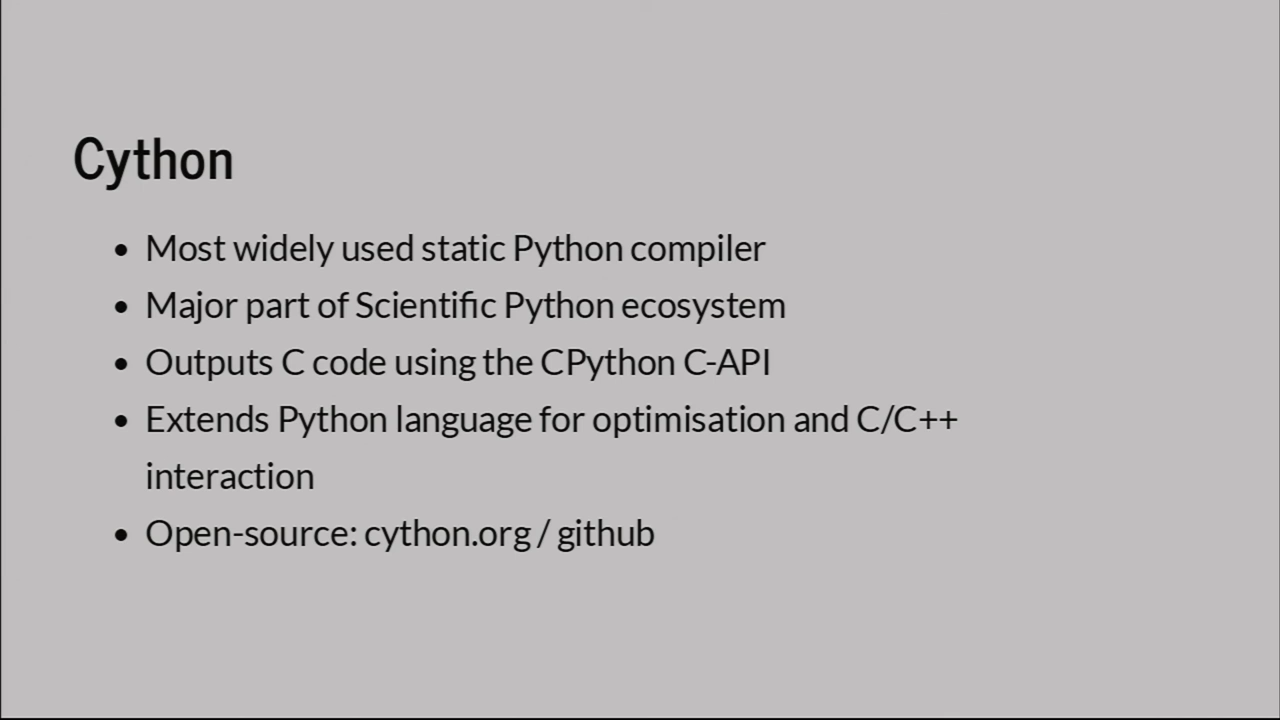 Cython
• Most widely used static Python compiler
• Major part of Scientific Python ecosystem
• Outputs C code using the CPython C-API
• Extends Python language for optimisation and C/C++
interaction
• Open-source: cython.org / github